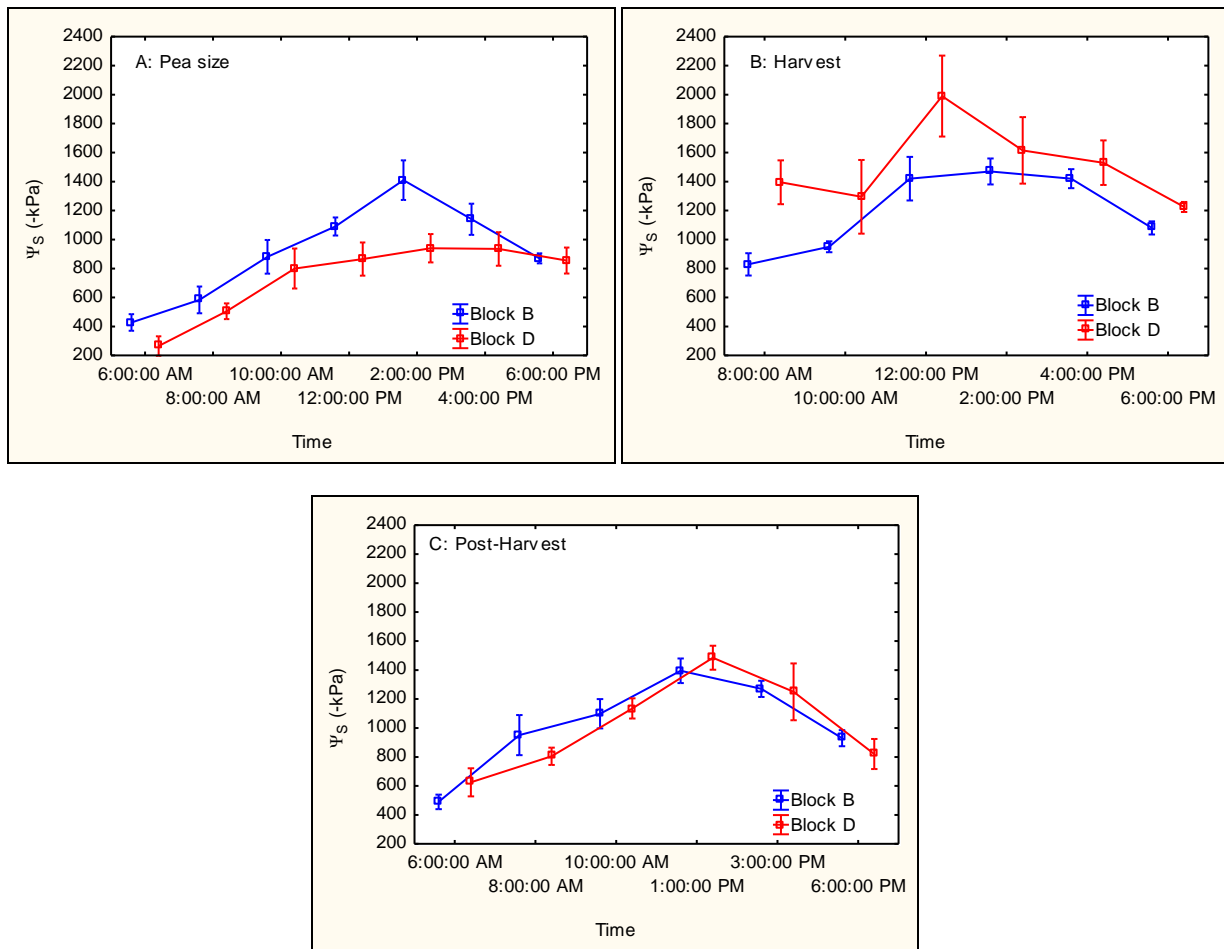 A: Pea size
2400
2200
2000
1800
1600
1400
1200
1000
800
600
400
200
ΨS (-kPa)
Block B
Block D
6:00:00 AM 10:00:00 AM 2:00:00 PM 6:00:00 PM
8:00:00 AM 12:00:00 PM 4:00:00 PM
Time
B: Harvest
2400
2200
2000
1800
1600
1400
1200
1000
800
600
400
200
ΨS (-kPa)
Block B
Block D
8:00:00 AM 12:00:00 PM 4:00:00 PM
10:00:00 AM 2:00:00 PM 6:00:00 PM
Time
C: Post-Harvest
2400
2200
2000
1800
1600
1400
1200
1000
800
600
400
200
ΨS (-kPa)
Block B
Block D
6:00:00 AM 10:00:00 AM 3:00:00 PM
8:00:00 AM 1:00:00 PM 6:00:00 PM
Time